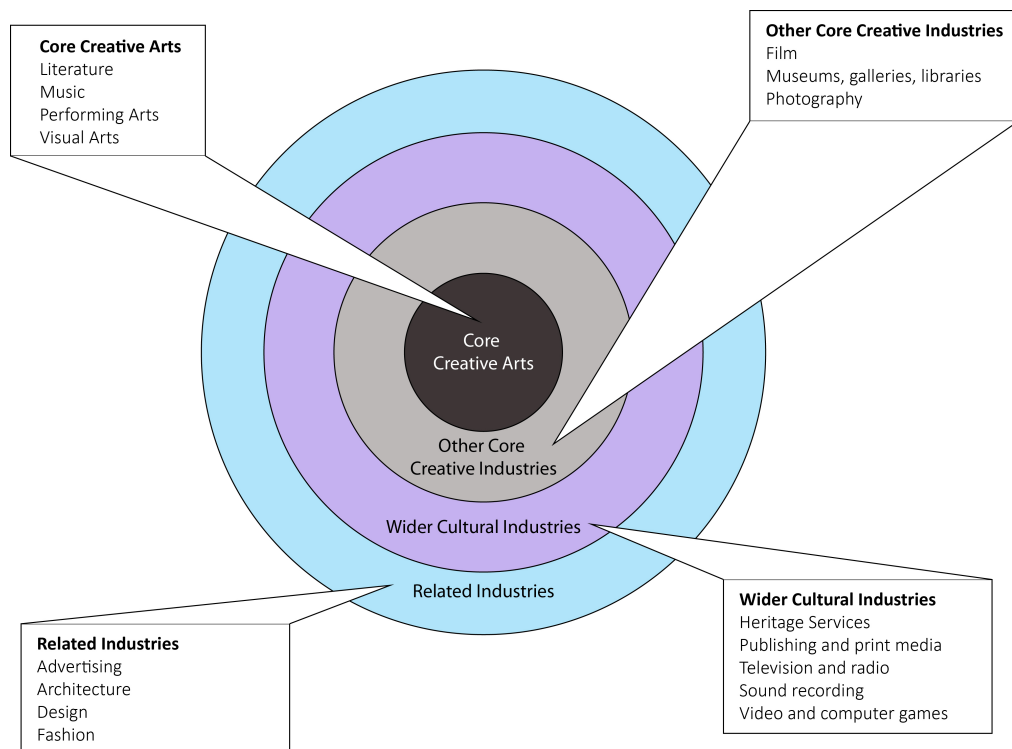 Core Creative Arts
Literature
Music
Performing Arts
Visual Arts
Other Core Creative Industries
Film
Museums, galleries, libraries
Photography
Core
Creative Arts
Other Core
Creative Industries
Wider Cultural Industries
Related Industries
Related Industries
Advertising
Architecture
Design
Fashion
Wider Cultural Industries
Heritage Services
Publishing and print media
Television and radio
Sound recording
Video and computer games